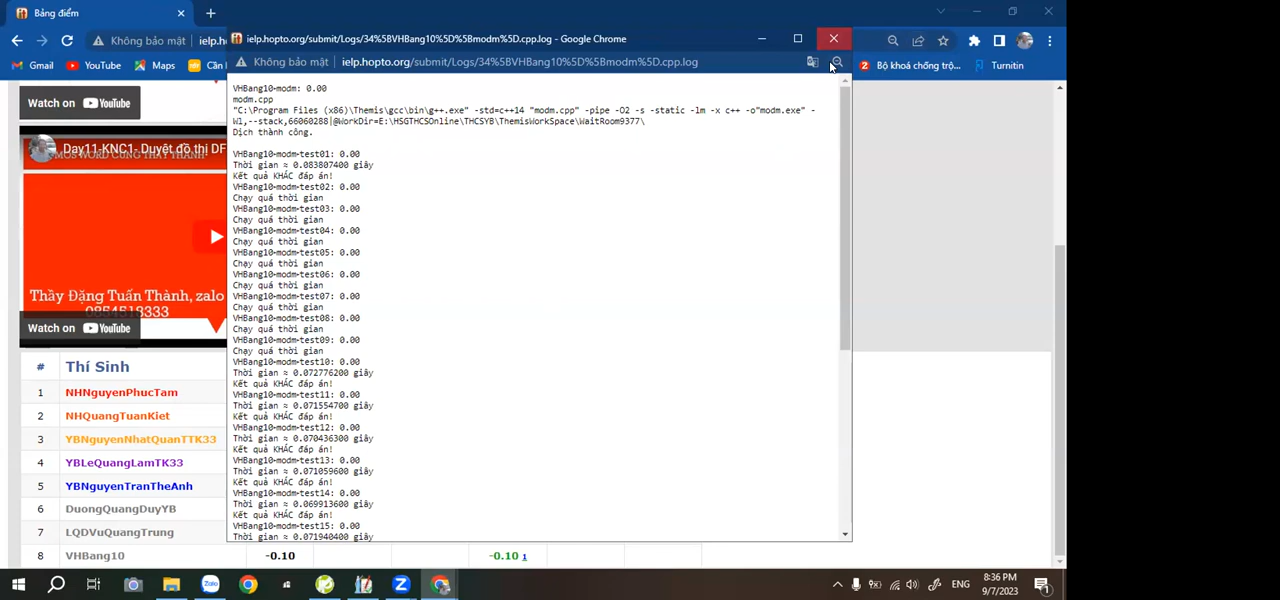 Bảng điểm
ielp.hopto.org/submit/Logs/34%5BVHBang10%5D%5Bmodm%5D.cpp.log - Google Chrome
Không bảo mật
ielp.ho
Không bảo mật
ielp.hopto.org/submit/Logs/34%5BVHBang10%5D%5Bmodm%5D.cpp.log
Gmail
YouTube
Maps
Căn
2
Bộ khoá chống trộ...
Turnitin
Watch on YouTube
Day11-KNC1- Duyệt đồ thị DF
MOS WORD CÙNG THẦY THÀNH
Thầy Đặng Tuấn Thành, zalo
0854518333
Watch on YouTube
VHBang10-modm: 0.00
modm.cpp
"C:\Program Files (x86)\Themis\gcc\bin\g++.exe" -std=c++14 "modm.cpp" -pipe -O2 -s -static -lm -x c++ -o"modm.exe" -
Wl,--stack,66060288|@WorkDir=E:\HSGTHCSOnline\THCSYB\ThemisWorkSpace\WaitRoom9377\
Dịch thành công.
VHBang10-modm-test01: 0.00
Thời gian ≈ 0.083807400 giây
Kết quả KHÁC đáp án!
VHBang10-modm-test02: 0.00
Chạy quá thời gian
VHBang10-modm-test03: 0.00
Chạy quá thời gian
VHBang10-modm-test04: 0.00
Chạy quá thời gian
VHBang10-modm-test05: 0.00
Chạy quá thời gian
VHBang10-modm-test06: 0.00
Chạy quá thời gian
VHBang10-modm-test07: 0.00
Chạy quá thời gian
VHBang10-modm-test08: 0.00
Chạy quá thời gian
VHBang10-modm-test09: 0.00
Chạy quá thời gian
VHBang10-modm-test10: 0.00
Thời gian ≈ 0.072776200 giây
Kết quả KHÁC đáp án!
VHBang10-modm-test11: 0.00
Thời gian ≈ 0.071554700 giây
Kết quả KHÁC đáp án!
VHBang10-modm-test12: 0.00
Thời gian ≈ 0.070436300 giây
Kết quả KHÁC đáp án!
VHBang10-modm-test13: 0.00
Thời gian ≈ 0.071059600 giây
Kết quả KHÁC đáp án!
VHBang10-modm-test14: 0.00
Thời gian ≈ 0.069913600 giây
Kết quả KHÁC đáp án!
VHBang10-modm-test15: 0.00
Thời gian ≈ 0.071940400 giây
# Thí Sinh
1 NHNguyenPhucTam
2 NHQuangTuanKiet
3 YBNguyenNhatQuanTTK33
4 YBLeQuangLamTK33
5 YBNguyenTranTheAnh
6 DuongQuangDuyYB
7 LQDVuQuangTrung
8 VHBang10 -0.10 -0.10 1
Zalo
ENG
8:36 PM
9/7/2023
1